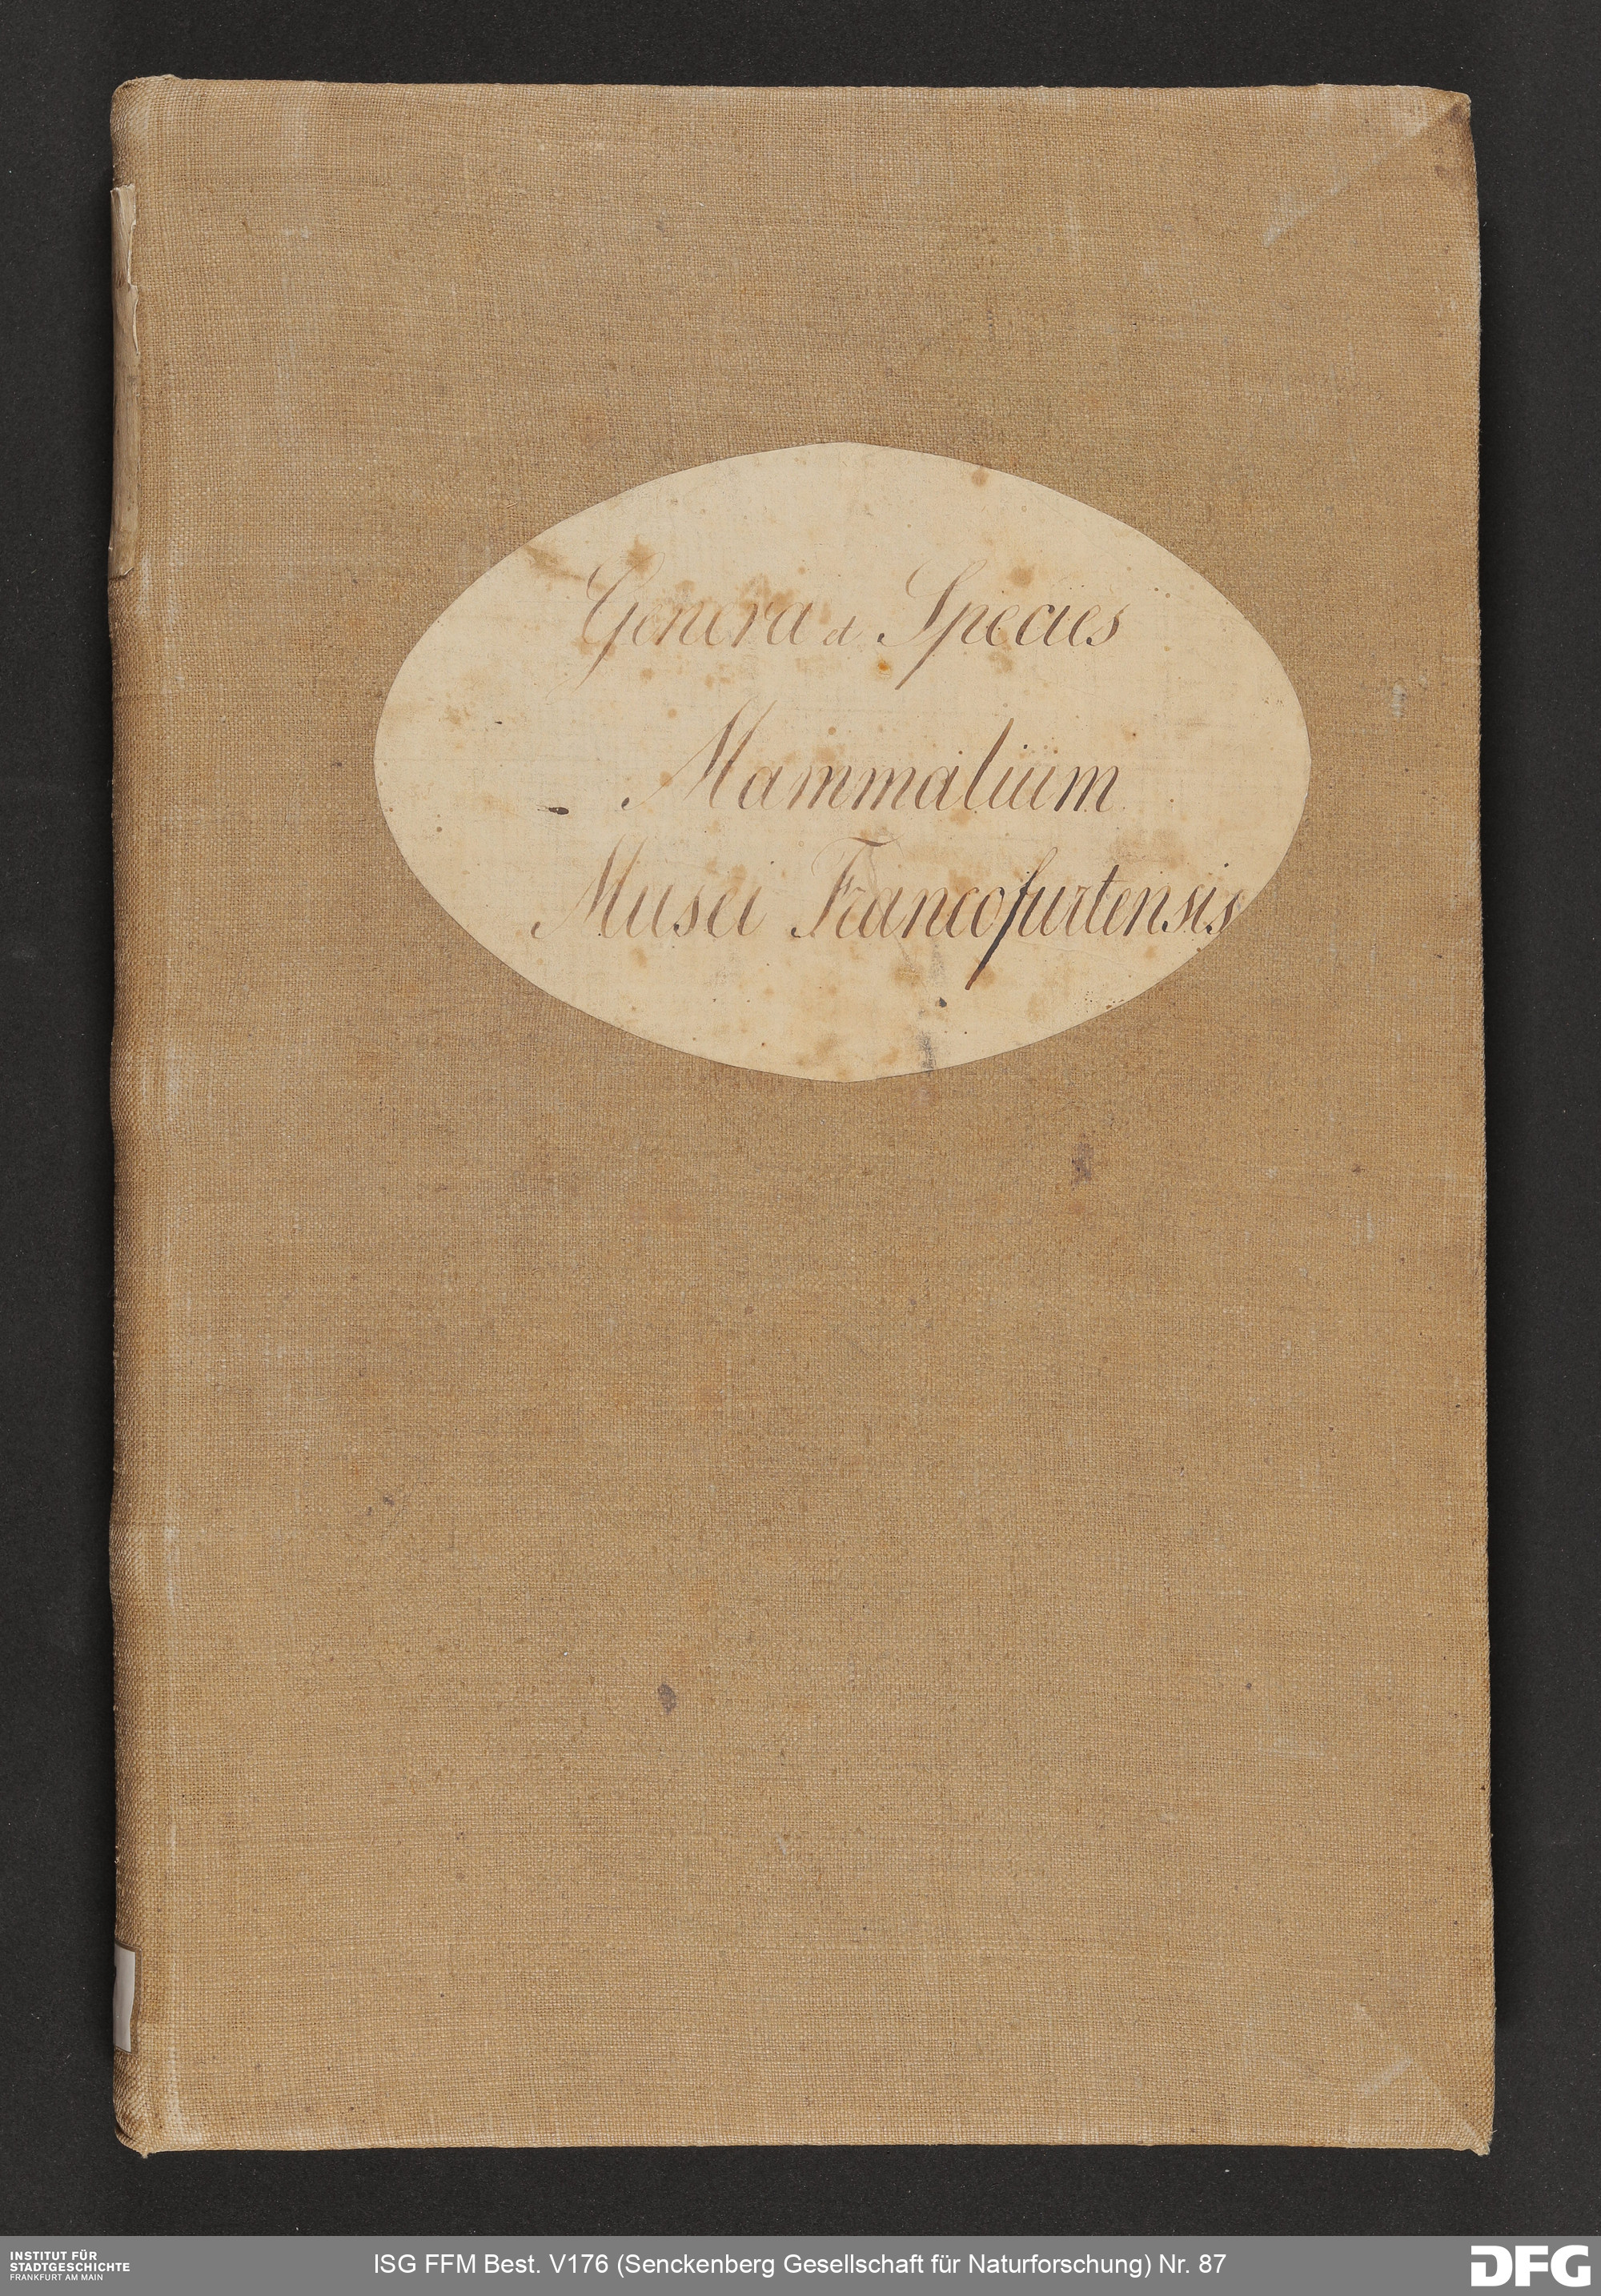 Genera et Species
Mammalium
Musei Francofurtensis
INSTITUT FÜR
STADTGESCHICHTE
FRANKFURT AM MAIN
ISG FFM Best. V176 (Senckenberg Gesellschaft für Naturforschung) Nr. 87
DFG